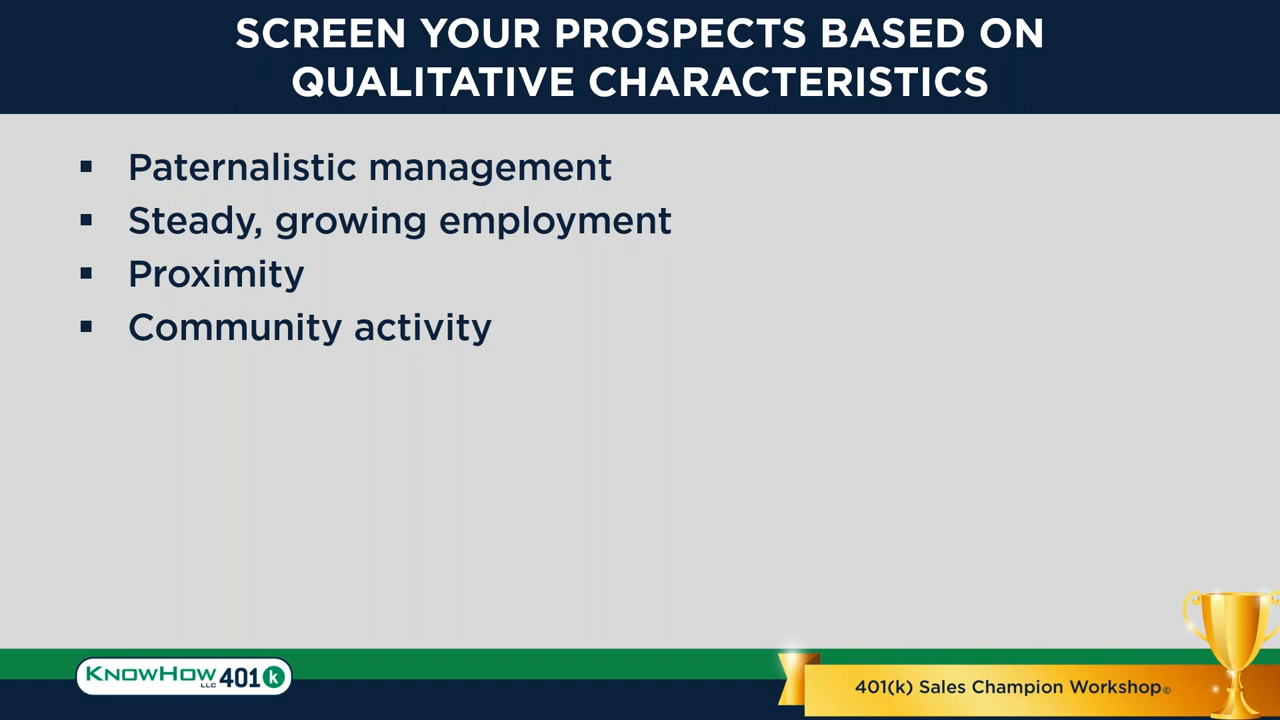 SCREEN YOUR PROSPECTS BASED ON
QUALITATIVE CHARACTERISTICS
▪ Paternalistic management
▪ Steady, growing employment
▪ Proximity
▪ Community activity
KNOWHOW LLC 401 k
401(k) Sales Champion Workshop©